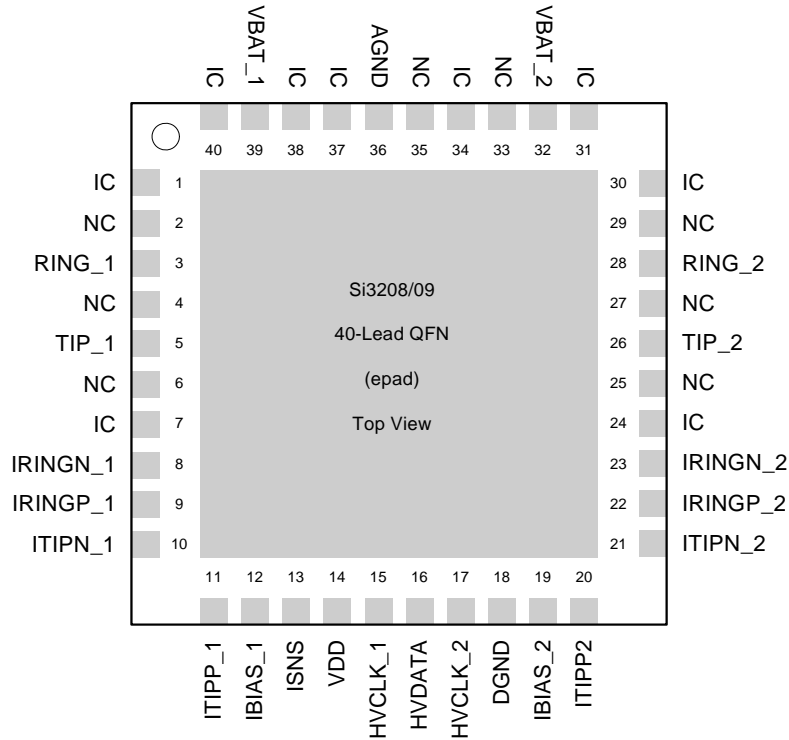 IC VBAT_1 IC IC AGND NC IC NC VBAT_2 IC
40 39 38 37 36 35 34 33 32 31
IC 1 30 IC
NC 2 29 NC
RING_1 3 28 RING_2
NC 4 27 NC
TIP_1 5 26 TIP_2
NC 6 25 NC
IC 7 24 IC
IRINGN_1 8 23 IRINGN_2
IRINGP_1 9 22 IRINGP_2
ITIPN_1 10 21 ITIPN_2
Si3208/09
40-Lead QFN
(epad)
Top View
11 12 13 14 15 16 17 18 19 20
ITIPP_1 IBIAS_1 ISNS VDD HVCLK_1 HVDATA HVCLK_2 DGND IBIAS_2 ITIPP2